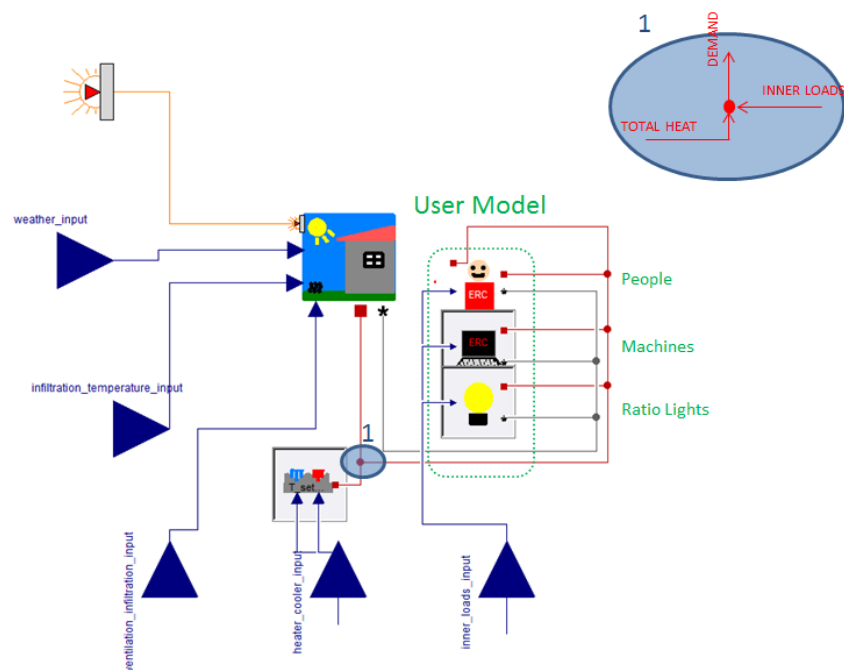 1
DEMAND
INNER LOADS
TOTAL HEAT
User Model
weather_input
People
ERC
Machines
ERC
infiltration_temperature_input
Ratio Lights
1
T_set...
ventilation_infiltration_input
heater_cooler_input
inner_loads_input